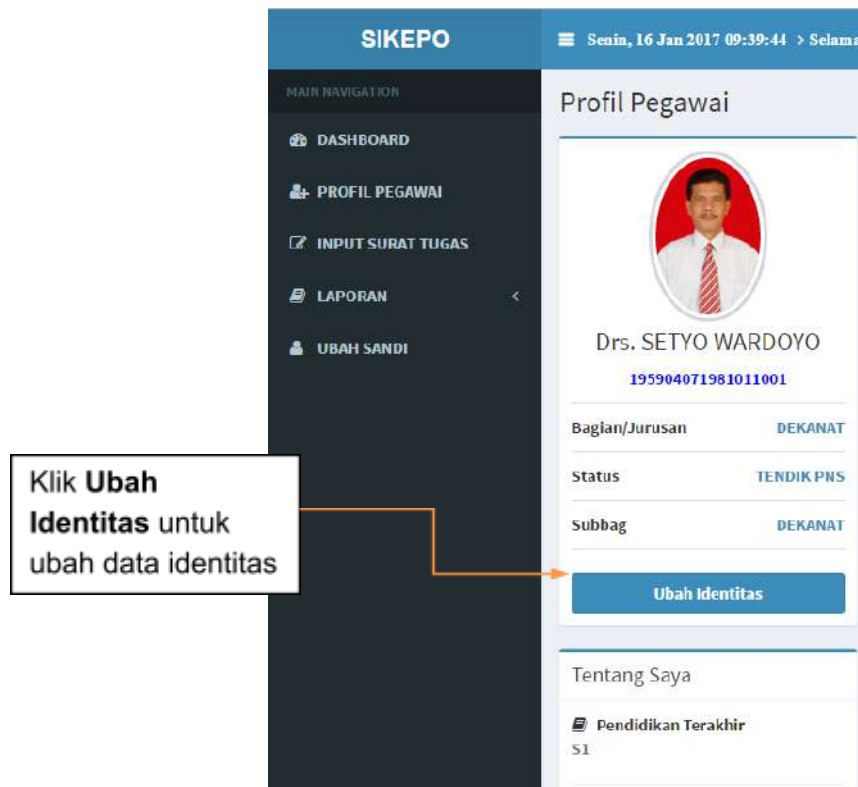 SIKEPO
Senin, 16 Jan 2017 09:39:44 > Selama
MAIN NAVIGATION
DASHBOARD
PROFIL PEGAWAI
INPUT SURAT TUGAS
LAPORAN <
UBAH SANDI
Profil Pegawai
Drs. SETYO WARDOYO
195904071981011001
Bagian/Jurusan DEKANAT
Status TENDIK PNS
Subbag DEKANAT
Ubah Identitas
Tentang Saya
Pendidikan Terakhir
S1
Klik Ubah
Identitas untuk
ubah data identitas